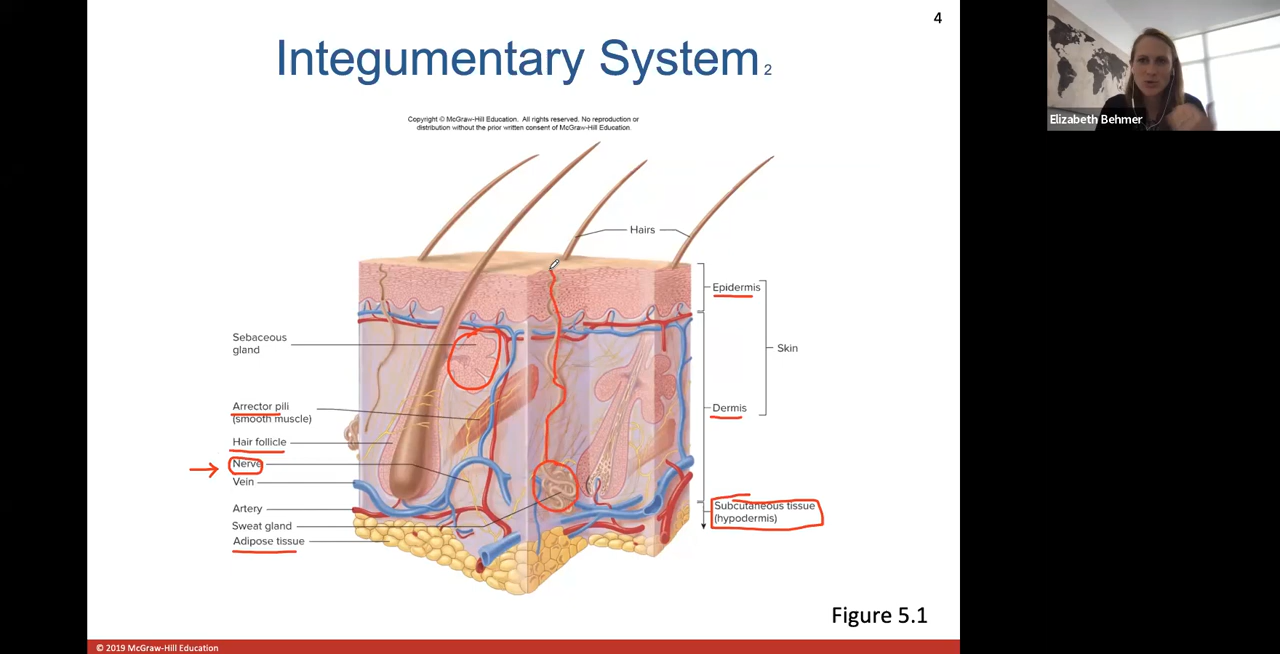 4
Integumentary System 2
Copyright © McGraw-Hill Education. All rights reserved. No reproduction or
distribution without the prior written consent of McGraw-Hill Education.
Elizabeth Behmer
Hairs
Epidermis
Sebaceous
gland
Skin
Arrector pili
(smooth muscle)
Dermis
Hair follicle
Nerve
Vein
Artery
Subcutaneous tissue
(hypodermis)
Sweat gland
Adipose tissue
Figure 5.1
© 2019 McGraw-Hill Education